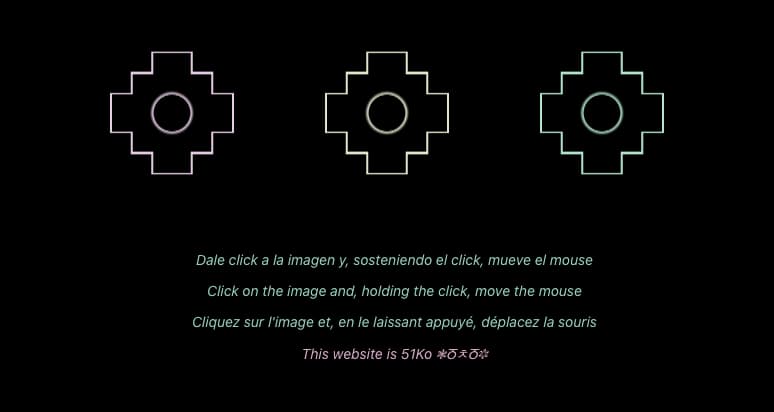 Dale click a la imagen y, sosteniendo el click, mueve el mouse
Click on the image and, holding the click, move the mouse
Cliquez sur l'image et, en le laissant appuyé, déplacez la souris
This website is 51Ko